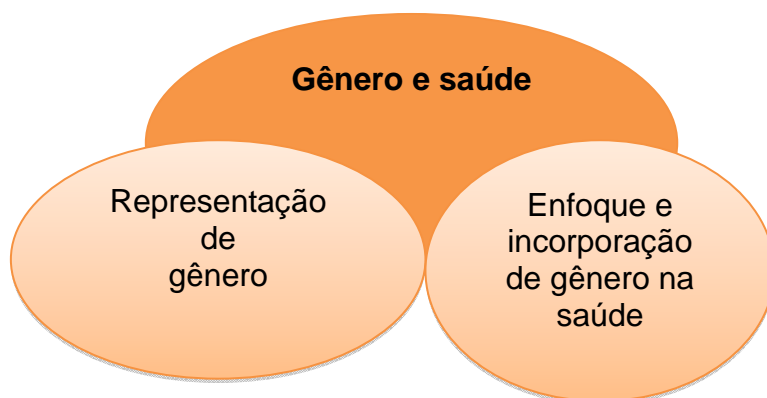 Gênero e saúde
Representação
de
gênero
Enfoque e
incorporação
de gênero na
saúde